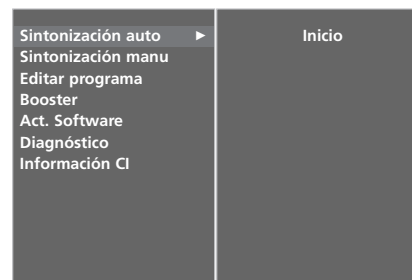 Sintonización auto ► Inicio
Sintonización manu
Editar programa
Booster
Act. Software
Diagnóstico
Información CI